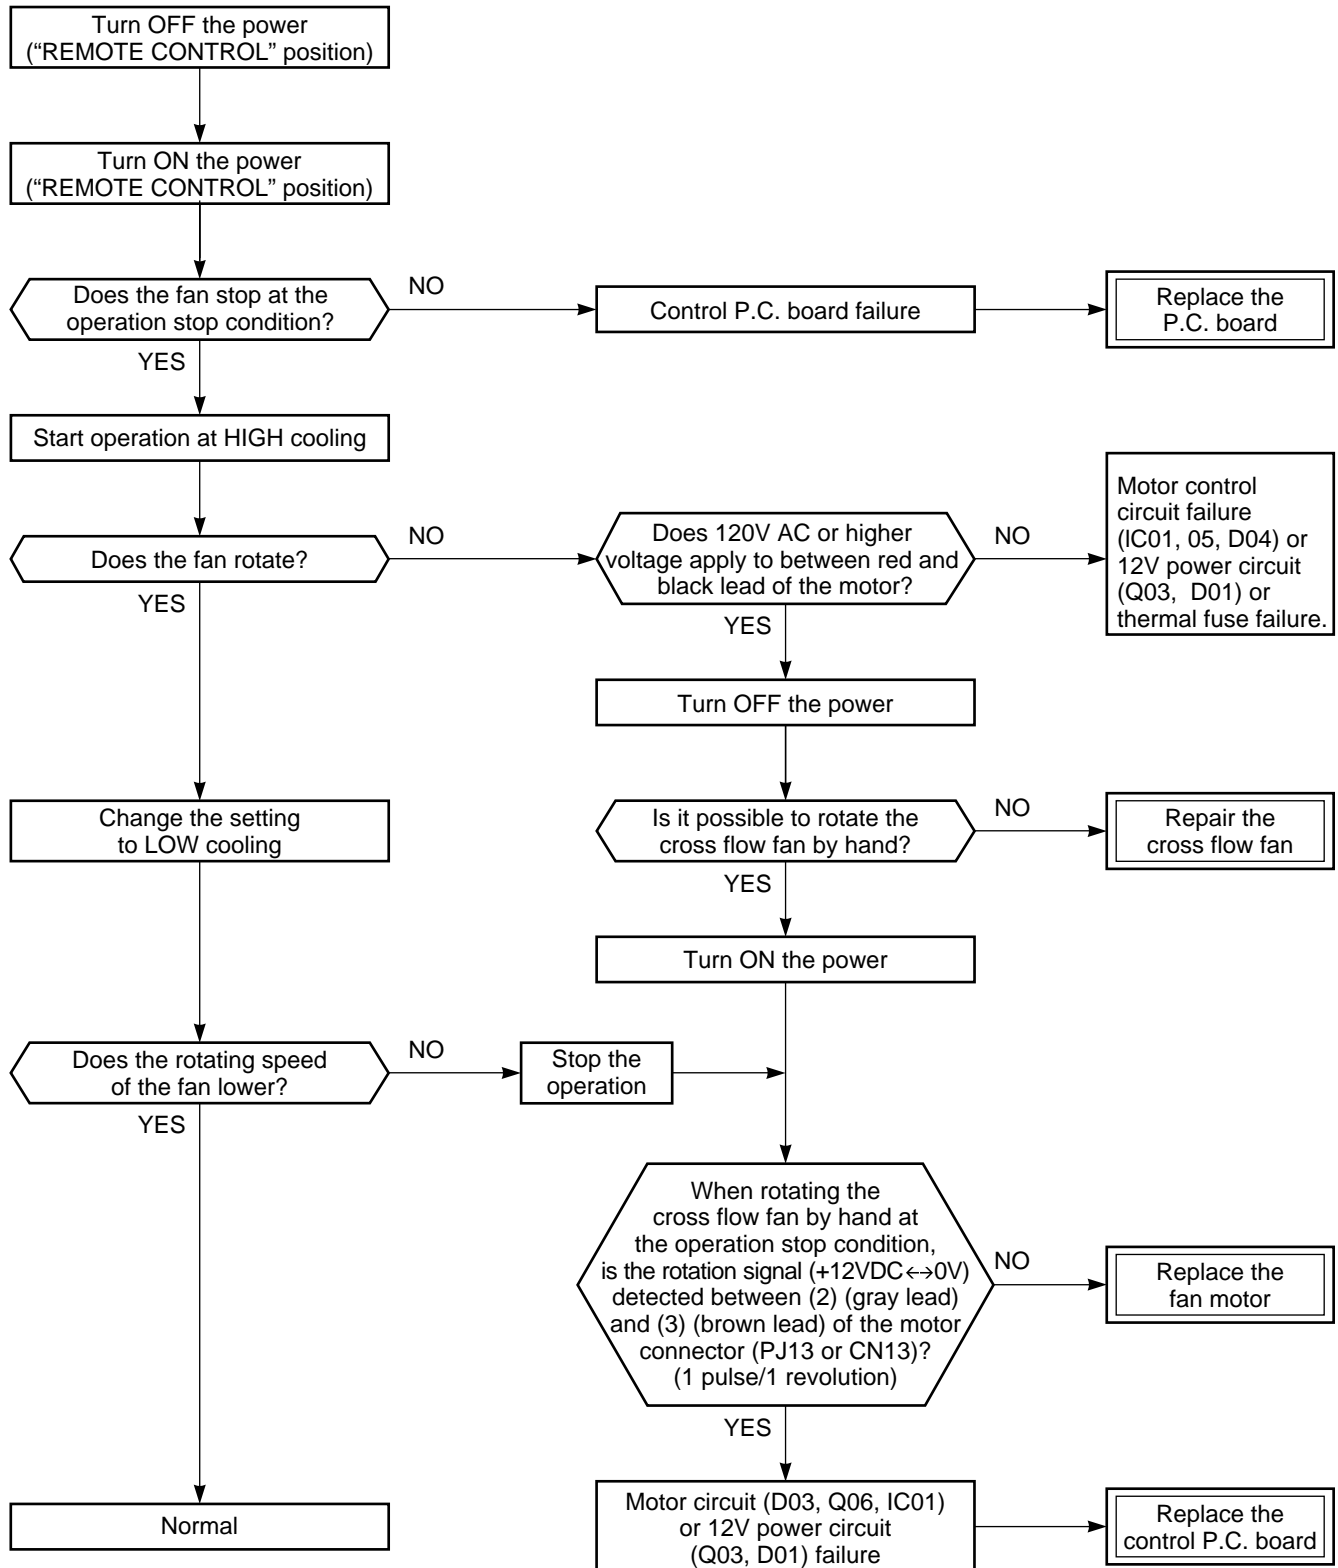 Turn OFF the power
(“REMOTE CONTROL” position)
Turn ON the power
(“REMOTE CONTROL” position)
Does the fan stop at the
operation stop condition?
NO
Control P.C. board failure
Replace the
P.C. board
YES
Start operation at HIGH cooling
Does the fan rotate?
NO
Does 120V AC or higher
voltage apply to between red and
black lead of the motor?
NO
Motor control
circuit failure
(IC01, 05, D04) or
12V power circuit
(Q03, D01) or
thermal fuse failure.
YES
YES
Turn OFF the power
Change the setting
to LOW cooling
Is it possible to rotate the
cross flow fan by hand?
NO
Repair the
cross flow fan
YES
Turn ON the power
Does the rotating speed
of the fan lower?
NO
Stop the
operation
YES
When rotating the
cross flow fan by hand at
the operation stop condition,
is the rotation signal (+12VDC↔0V)
detected between (2) (gray lead)
and (3) (brown lead) of the motor
connector (PJ13 or CN13)?
(1 pulse/1 revolution)
NO
Replace the
fan motor
YES
Normal
Motor circuit (D03, Q06, IC01)
or 12V power circuit
(Q03, D01) failure
Replace the
control P.C. board